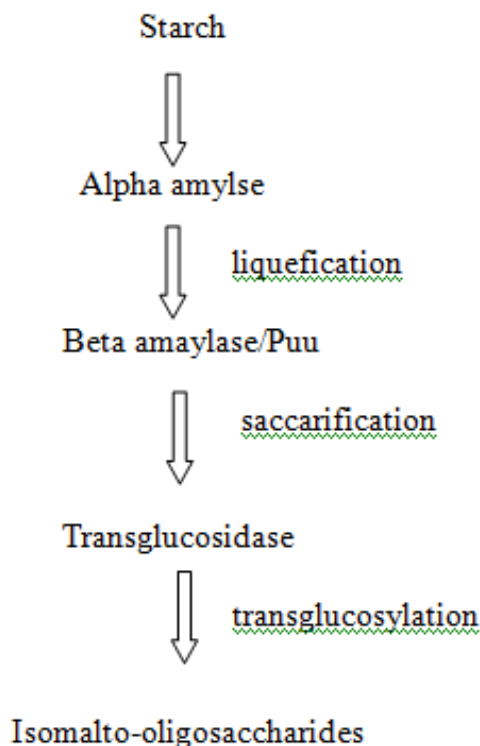 Starch
Alpha amylse
liquefication
Beta amaylase/Puu
saccarification
Transglucosidase
transglucosylation
Isomalto-oligosaccharides